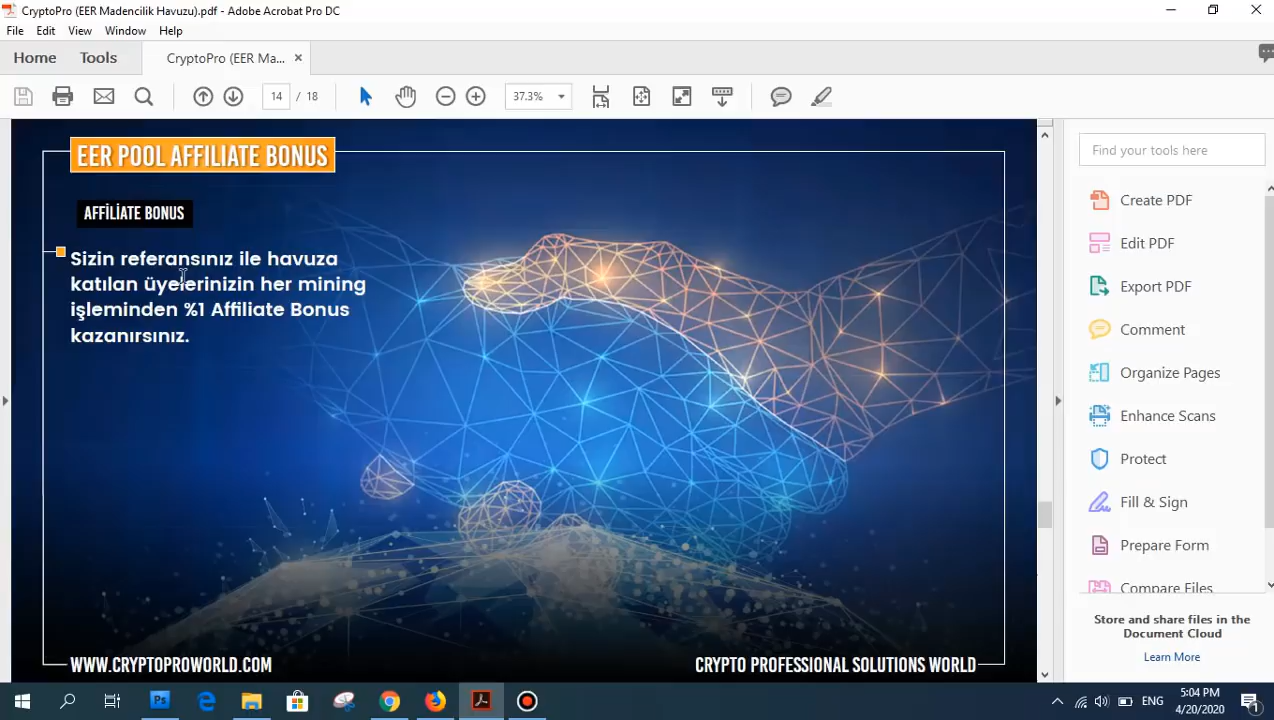 CryptoPro (EER Madencilik Havuzu).pdf - Adobe Acrobat Pro DC
File Edit View Window Help
Home Tools CryptoPro (EER Ma... ×
14 / 18 37.3%
EER POOL AFFILIATE BONUS
AFFİLİATE BONUS
Sizin referansınız ile havuza
katılan üyelerinizin her mining
işleminden %1 Affiliate Bonus
kazanırsınız.
WWW.CRYPTOPROWORLD.COM
CRYPTO PROFESSIONAL SOLUTIONS WORLD
Find your tools here
Create PDF
Edit PDF
Export PDF
Comment
Organize Pages
Enhance Scans
Protect
Fill & Sign
Prepare Form
Compare Files
Store and share files in the
Document Cloud
Learn More
Ps
ENG
5:04 PM
4/20/2020
1